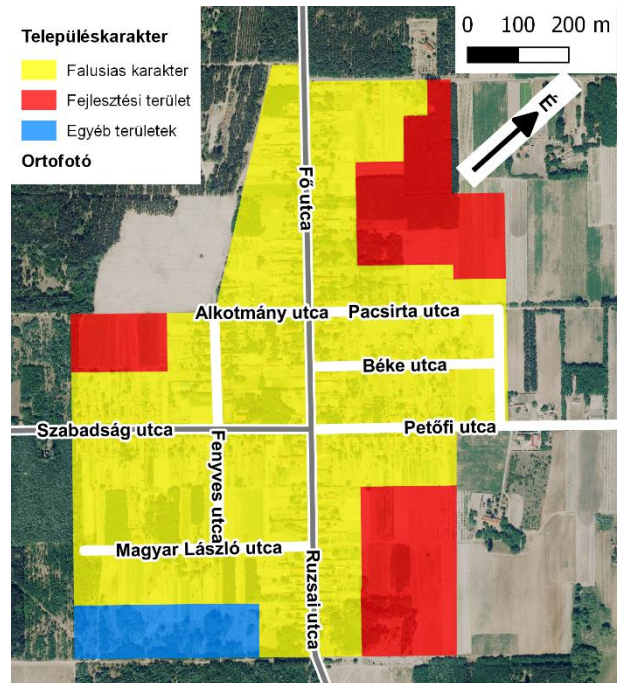 Településkarakter
Falusias karakter
Fejlesztési terület
Egyéb területek
Ortofotó
0 100 200 m
É
Fő utca
Alkotmány utca
Pacsirta utca
Béke utca
Szabadság utca
Petőfi utca
Fenyves utca
Magyar László utca
Ruzsai utca